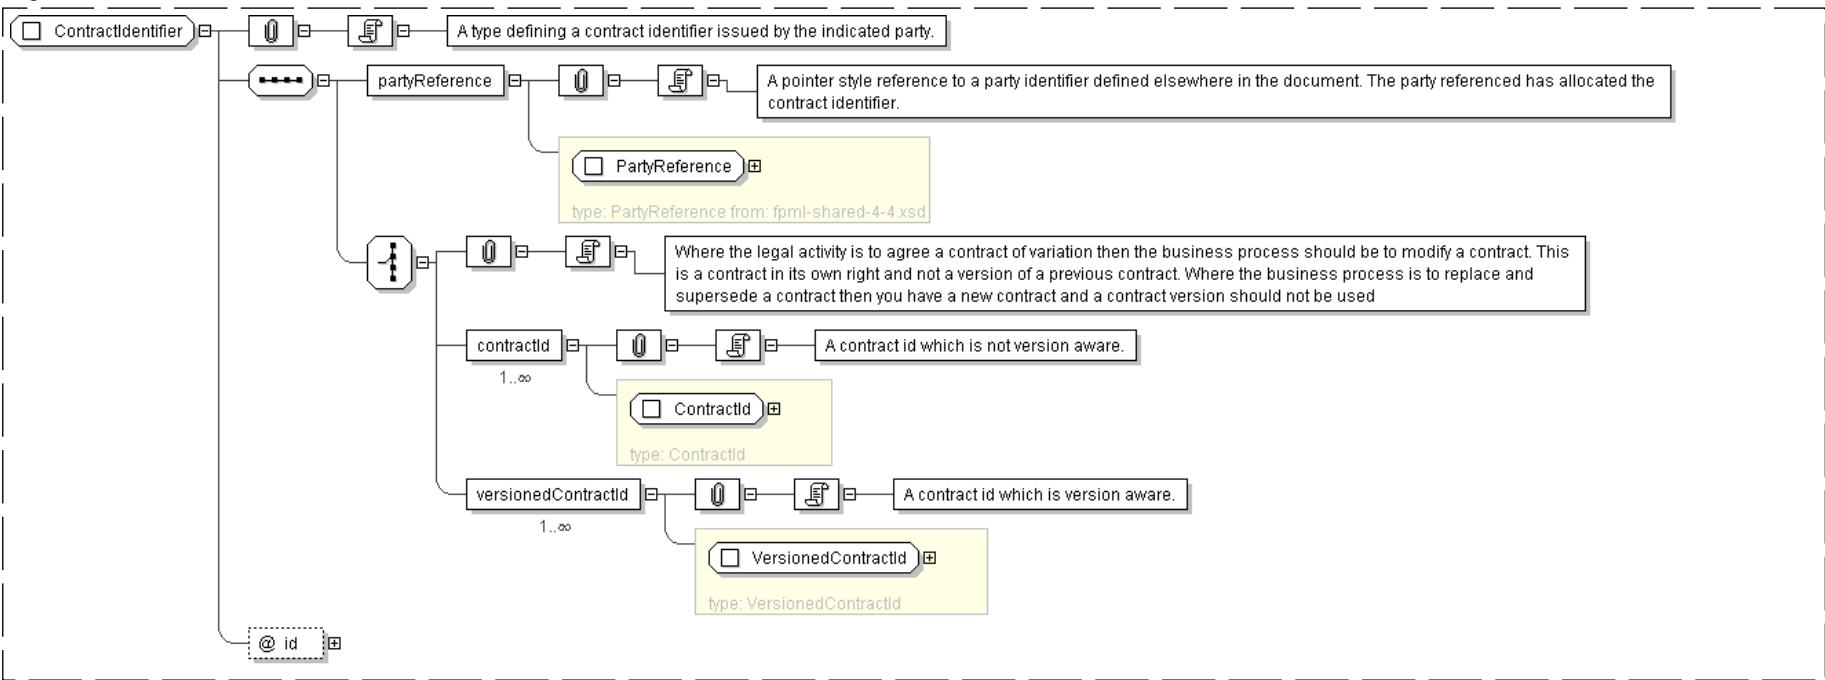 ContractIdentifier
A type defining a contract identifier issued by the indicated party.
partyReference
A pointer style reference to a party identifier defined elsewhere in the document. The party referenced has allocated the
contract identifier.
PartyReference
type: PartyReference from: fpml-shared-4-4.xsd
Where the legal activity is to agree a contract of variation then the business process should be to modify a contract. This
is a contract in its own right and not a version of a previous contract. Where the business process is to replace and
supersede a contract then you have a new contract and a contract version should not be used
contractId
A contract id which is not version aware.
1..∞
ContractId
type: ContractId
versionedContractId
A contract id which is version aware.
1..∞
VersionedContractId
type: VersionedContractId
@ id